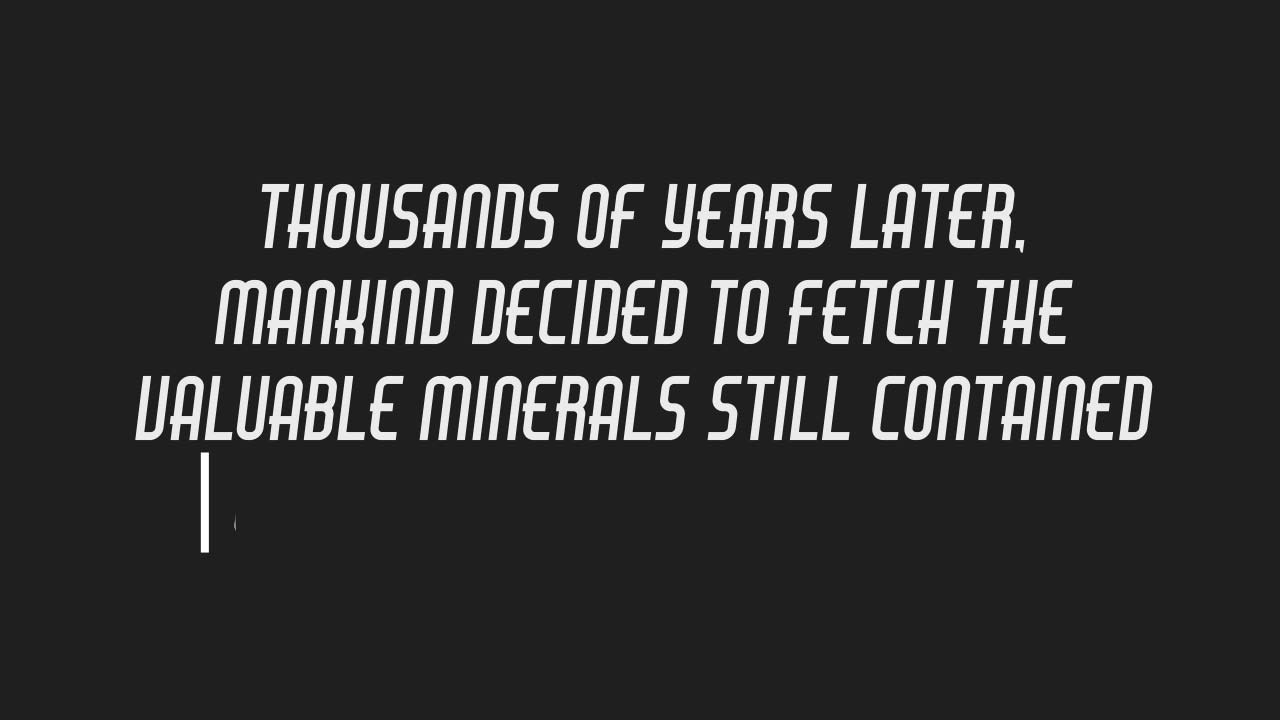 THOUSANDS OF YEARS LATER,
MANKIND DECIDED TO FETCH THE
VALUABLE MINERALS STILL CONTAINED